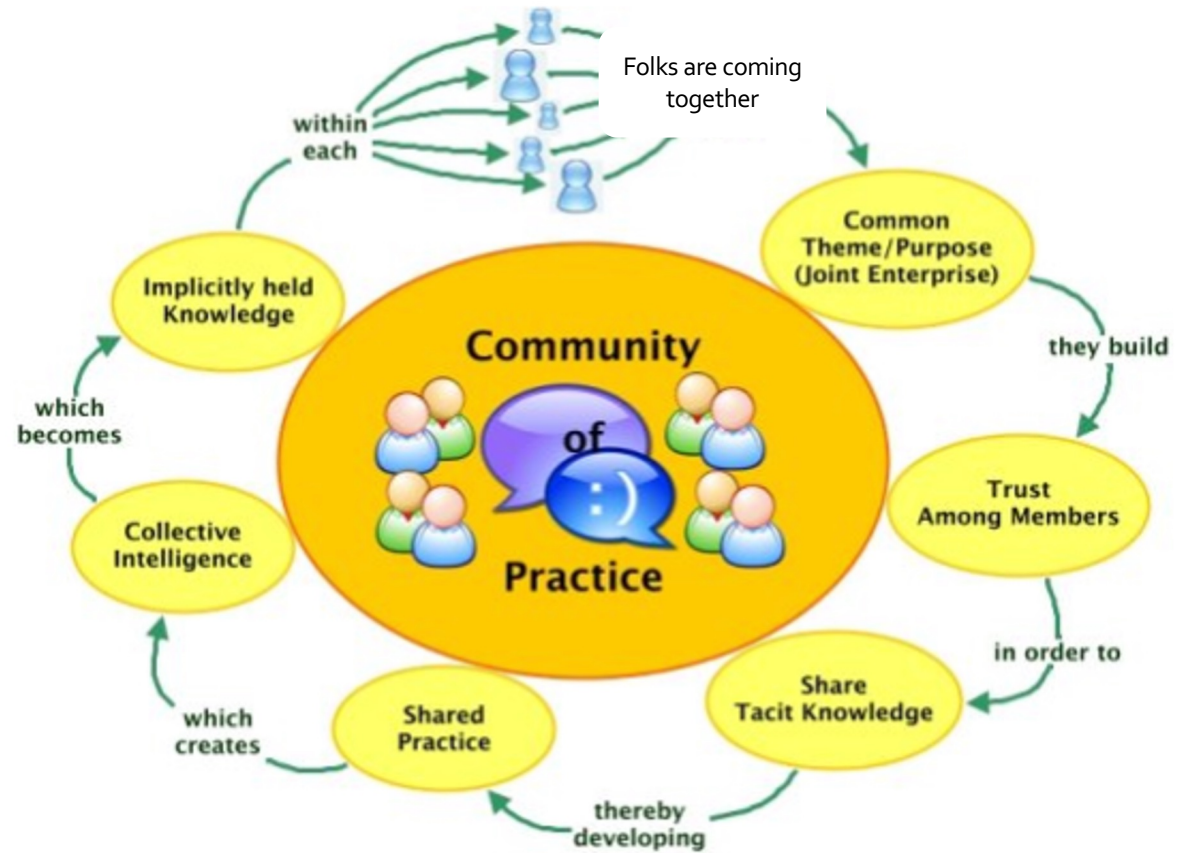 Folks are coming
together
Common
Theme/Purpose
(Joint Enterprise)
they build
Trust
Among Members
in order to
Share
Tacit Knowledge
thereby
developing
Shared
Practice
which
creates
Collective
Intelligence
which
becomes
Implicitly held
Knowledge
within
each
Community
of
:)
Practice